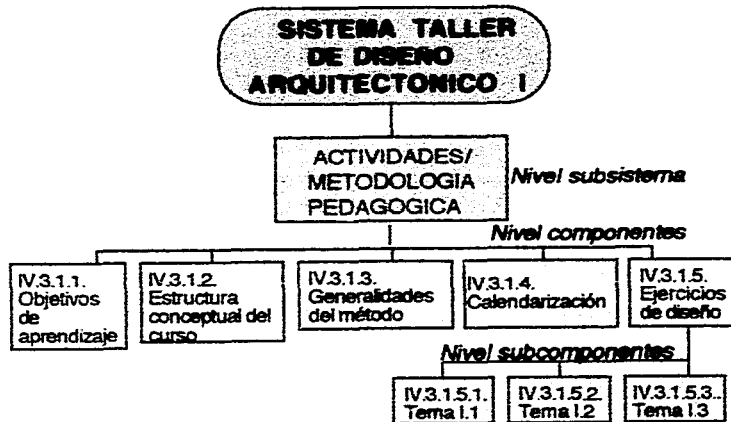 SISTEMA TALLER
DE DISEÑO
ARQUITECTONICO I
ACTIVIDADES/
METODOLOGIA
PEDAGOGICA
Nivel subsistema
Nivel componentes
IV.3.1.1.
Objetivos
de
aprendizaje
IV.3.1.2.
Estructura
conceptual del
curso
IV.3.1.3.
Generalidades
del método
IV.3.1.4.
Calendarización
IV.3.1.5.
Ejercicios
de diseño
Nivel subcomponentes
IV.3.1.5.1.
Tema I.1
IV.3.1.5.2.
Tema I.2
IV.3.1.5.3..
Tema I.3